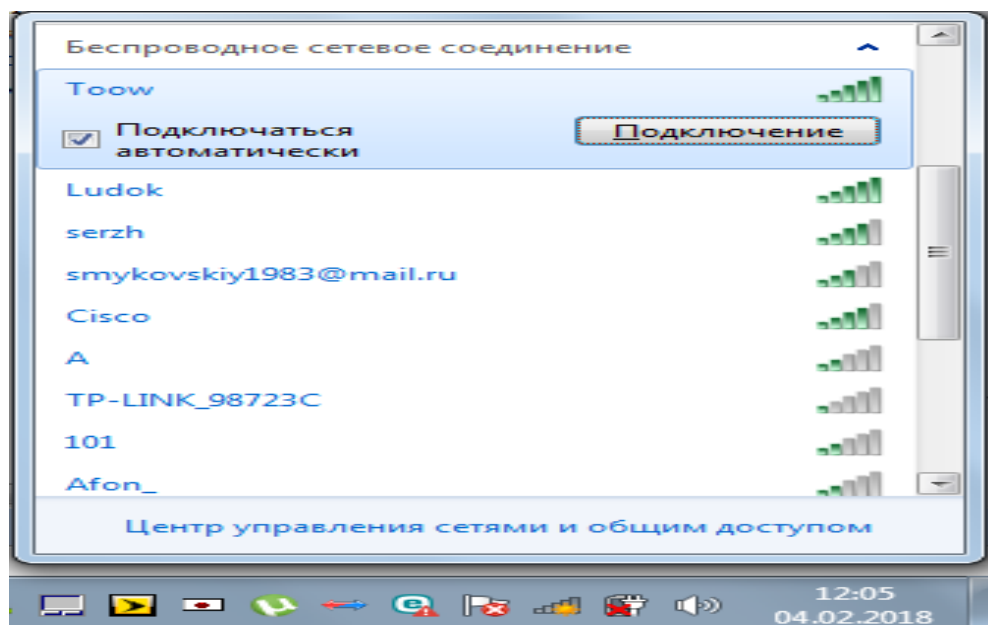 Беспроводное сетевое соединение
Toow
Подключаться
автоматически
Подключение
Ludok
serzh
smykovskiy1983@mail.ru
Cisco
A
TP-LINK_98723C
101
Afon_
Центр управления сетями и общим доступом
12:05
04.02.2018